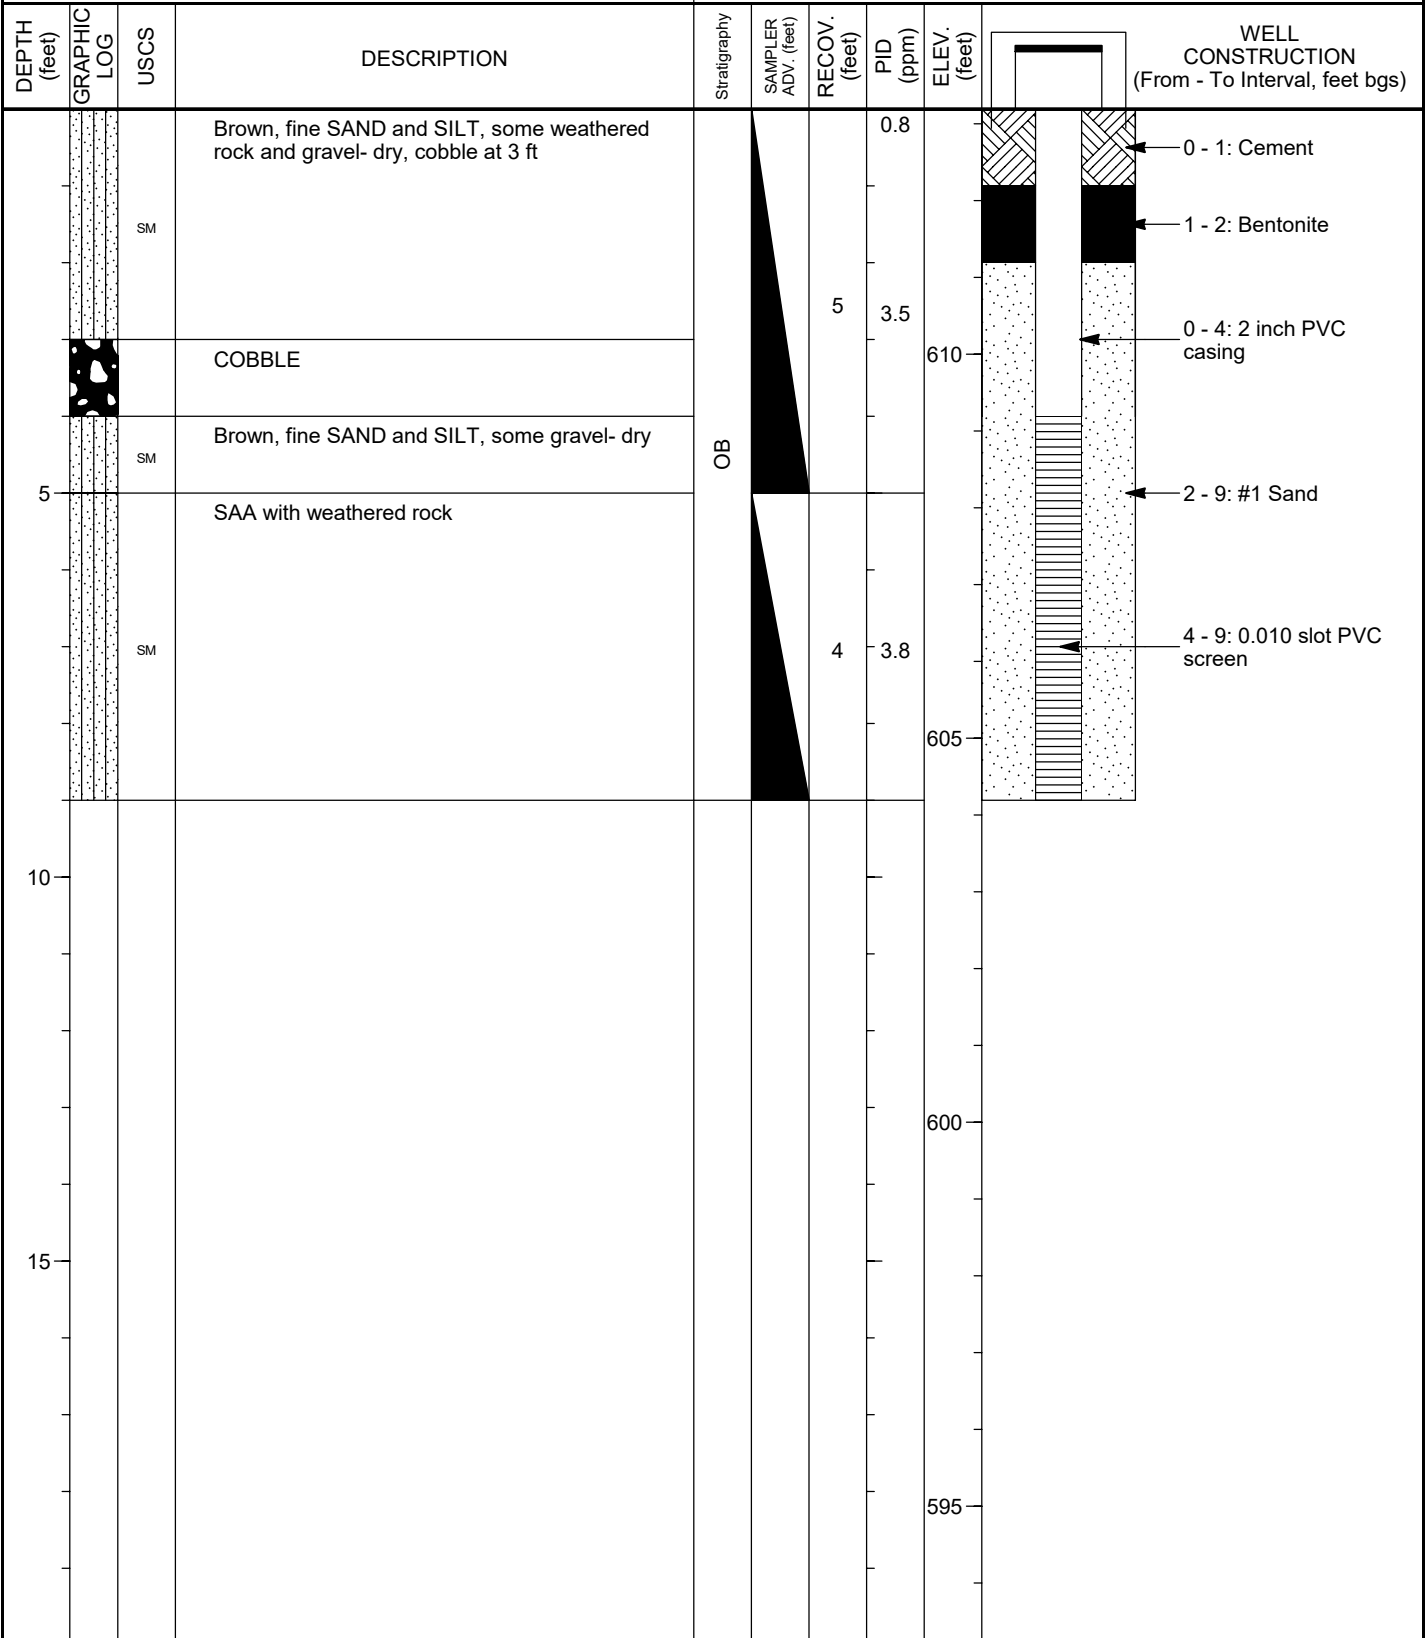 DEPTH
(feet)
GRAPHIC
LOG
USCS
DESCRIPTION
Stratigraphy
SAMPLER
ADV. (feet)
RECOV.
(feet)
PID
(ppm)
ELEV.
(feet)
WELL
CONSTRUCTION
(From - To Interval, feet bgs)
Brown, fine SAND and SILT, some weathered
rock and gravel- dry, cobble at 3 ft
0.8
0 - 1: Cement
SM
1 - 2: Bentonite
5
3.5
0 - 4: 2 inch PVC
casing
610
COBBLE
Brown, fine SAND and SILT, some gravel- dry
SM
OB
5
2 - 9: #1 Sand
SAA with weathered rock
SM
4
3.8
4 - 9: 0.010 slot PVC
screen
605
10
600
15
595